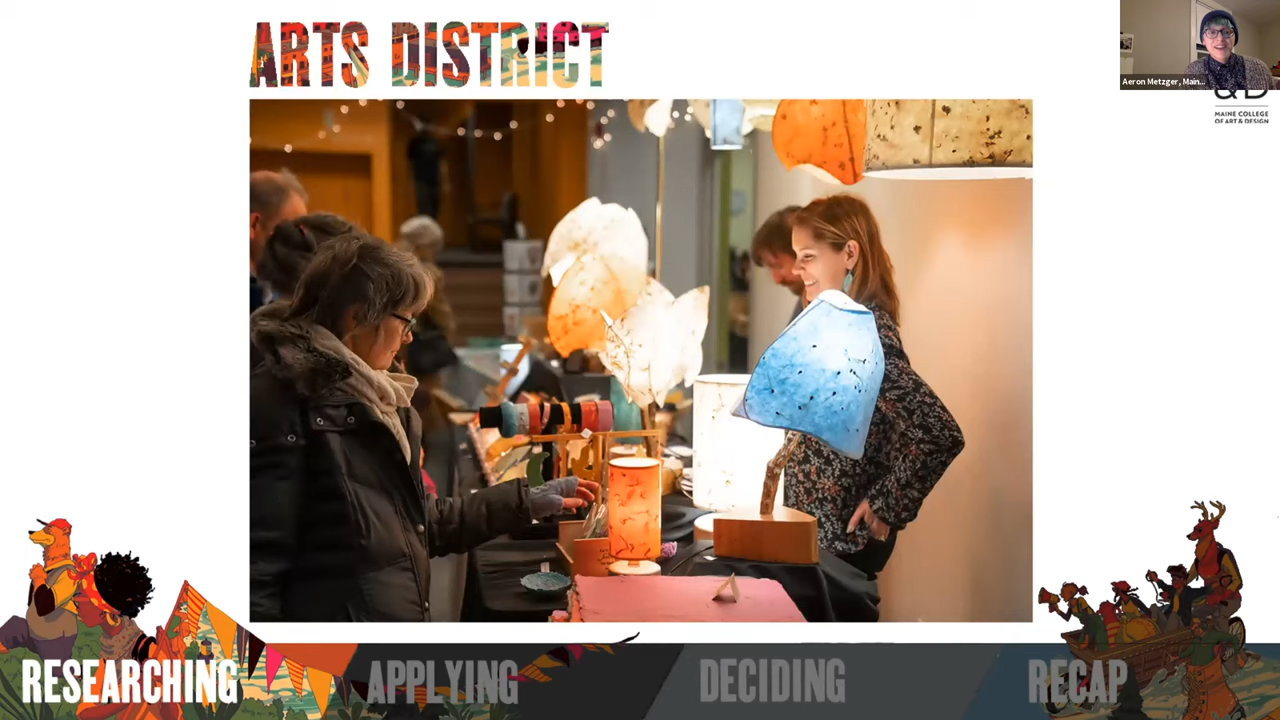 ARTS DISTRICT
Aeron Metzger, Main...
&D
MAINE COLLEGE
OF ART & DESIGN
RESEARCHING
APPLYING
DECIDING
RECAP